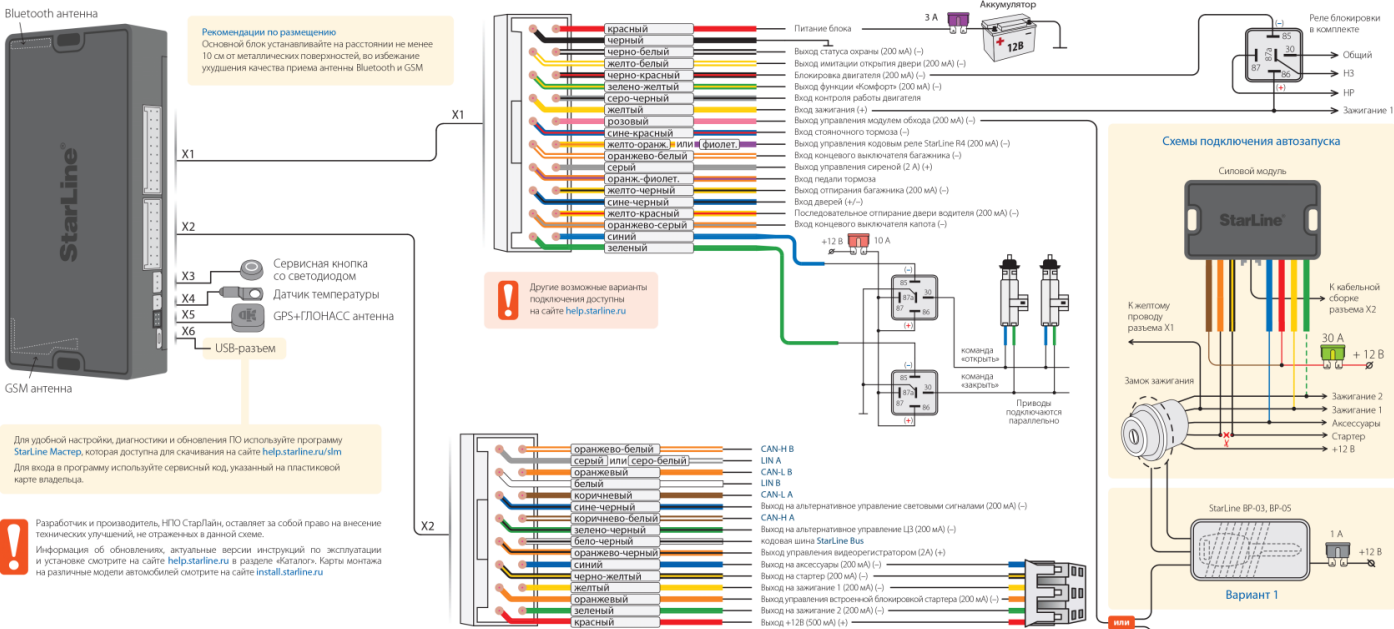 Bluetooth антенна
Рекомендации по размещению
Основной блок устанавливайте на расстоянии не менее
10 см от металлических поверхностей, во избежание
ухудшения качества приема антенны Bluetooth и GSM
StarLine®
X1
X2
X3
X4
X5
X6
Сервисная кнопка
со светодиодом
Датчик температуры
GPS+ГЛОНАСС антенна
USB-разъем
GSM антенна
Для удобной настройки, диагностики и обновления ПО используйте программу
StarLine Мастер, которая доступна для скачивания на сайте help.starline.ru/slm
Для входа в программу используйте сервисный код, указанный на пластиковой
карте владельца.
Разработчик и производитель, НПО СтарЛайн, оставляет за собой право на внесение
технических улучшений, не отраженных в данной схеме.
Информация об обновлениях, актуальные версии инструкций по эксплуатации
и установке смотрите на сайте help.starline.ru в разделе «Каталог». Карты монтажа
на различные модели автомобилей смотрите на сайте install.starline.ru
X1
красный Питание блока
черный
черно-белый Выход статуса охраны (200 мА) (–)
желто-белый Выход имитации открытия двери (200 мА) (–)
черно-красный Блокировка двигателя (200 мА) (–)
зелено-желтый Выход функции «Комфорт» (200 мА) (–)
серо-черный Вход контроля работы двигателя
желтый Вход зажигания (+)
розовый Выход управления модулем обхода (200 мА) (–)
сине-красный Вход стояночного тормоза (–)
желто-оранж. или фиолет. Выход управления кодовым реле StarLine R4 (200 мА) (–)
оранжево-белый Вход концевого выключателя багажника (–)
серый Выход управления сиреной (2 А) (+)
оранж.-фиолет. Вход педали тормоза
желто-черный Выход отпирания багажника (200 мА) (–)
сине-черный Вход дверей (+/–)
желто-красный Последовательное отпирание двери водителя (200 мА) (–)
оранжево-серый Вход концевого выключателя капота (–)
синий
зеленый
3 А
Аккумулятор
12В
+12 В
10 А
(–)
85
87a
30
87
86
(+)
(–)
85
87a
30
87
86
(+)
команда
«открыть»
команда
«закрыть»
Приводы
подключаются
параллельно
Другие возможные варианты
подключения доступны
на сайте help.starline.ru
X2
оранжево-белый CAN-H B
серый или серо-белый LIN A
оранжевый CAN-L B
белый LIN B
коричневый CAN-L A
сине-черный Выход на альтернативное управление световыми сигналами (200 мА) (–)
коричнево-белый CAN-H A
зелено-черный Выход на альтернативное управление ЦЗ (200 мА) (–)
бело-черный кодовая шина StarLine Bus
оранжево-черный Выход управления видеорегистратором (2А) (+)
синий Выход на аксессуары (200 мА) (–)
черно-желтый Выход на стартер (200 мА) (–)
желтый Выход на зажигание 1 (200 мА) (–)
оранжевый Выход управления встроенной блокировкой стартера (200 мА) (–)
зеленый Выход на зажигание 2 (200 мА) (–)
красный Выход +12В (500 мА) (+)
(–)
85
87a
30
87
86
(+)
Реле блокировки
в комплекте
Общий
НЗ
НР
Зажигание 1
Схемы подключения автозапуска
Силовой модуль
StarLine®
К желтому
проводу
разъема X1
К кабельной
сборке
разъема X2
30 А
+ 12 В
Замок зажигания
Зажигание 2
Зажигание 1
Аксессуары
Стартер
+12 В
StarLine BP-03, BP-05
1 А
+12 В
Вариант 1
или